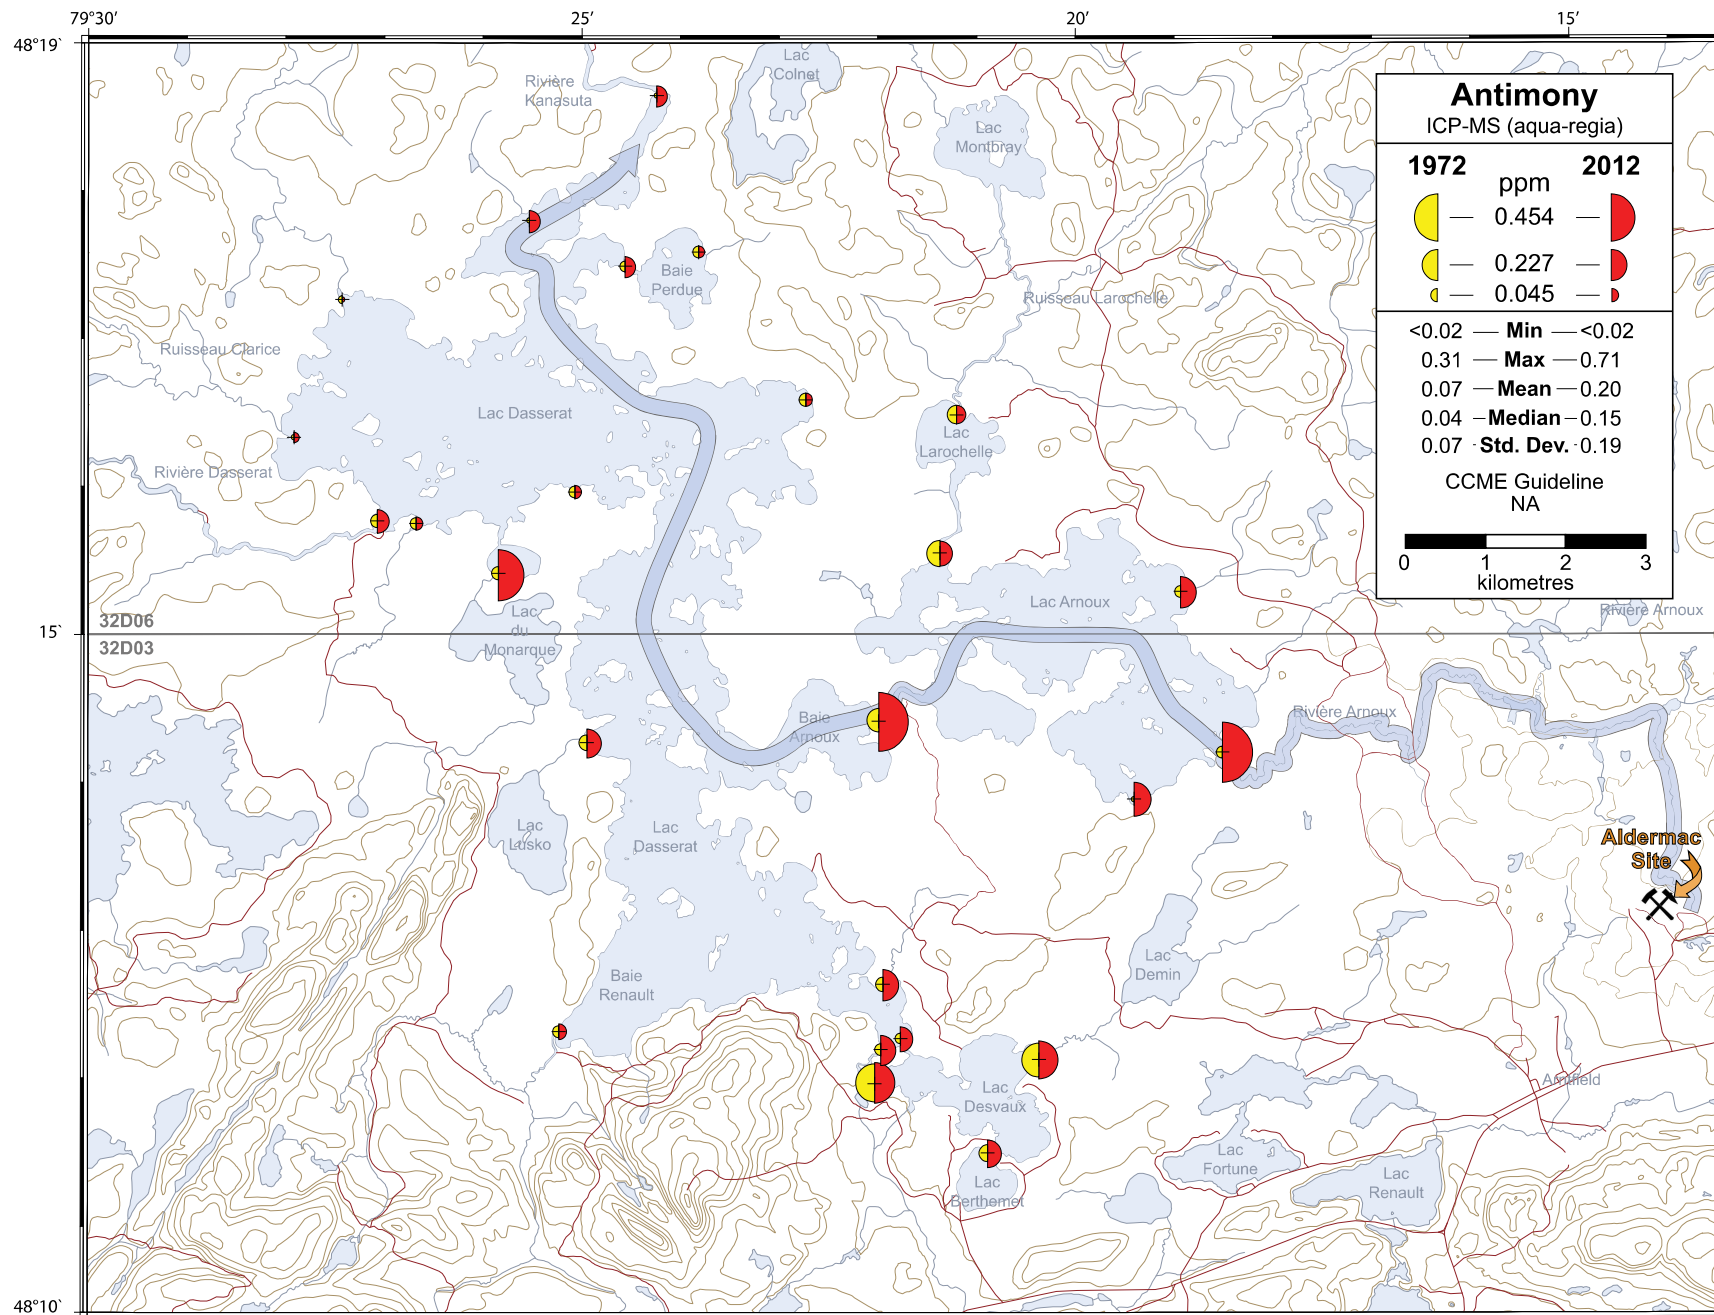 79°30′
25′
20′
15′
48°19`
Rivière
Kanasuta
Lac
Colnet
Lac
Montbray
Antimony
ICP-MS (aqua-regia)
1972
ppm
2012
0.454
0.227
0.045
<0.02 Min <0.02
0.31 Max 0.71
0.07 Mean 0.20
0.04 Median 0.15
0.07 Std. Dev. 0.19
CCME Guideline
NA
0 1 2 3
kilometres
Baie
Perdue
Ruisseau Larochelle
Ruisseau Clarice
Lac Dasserat
Lac
Larochelle
Rivière Dasserat
Lac Arnoux
Rivière Arnoux
32D06
15`
32D03
Lac
du
Monarque
Baie
Arnoux
Rivière Arnoux
Lac
Lusko
Lac
Dasserat
Aldermac
Site
Baie
Renault
Lac
Demin
Lac
Desvaux
Arntfield
Lac
Fortune
Lac
Renault
Lac
Berthemet
48°10`